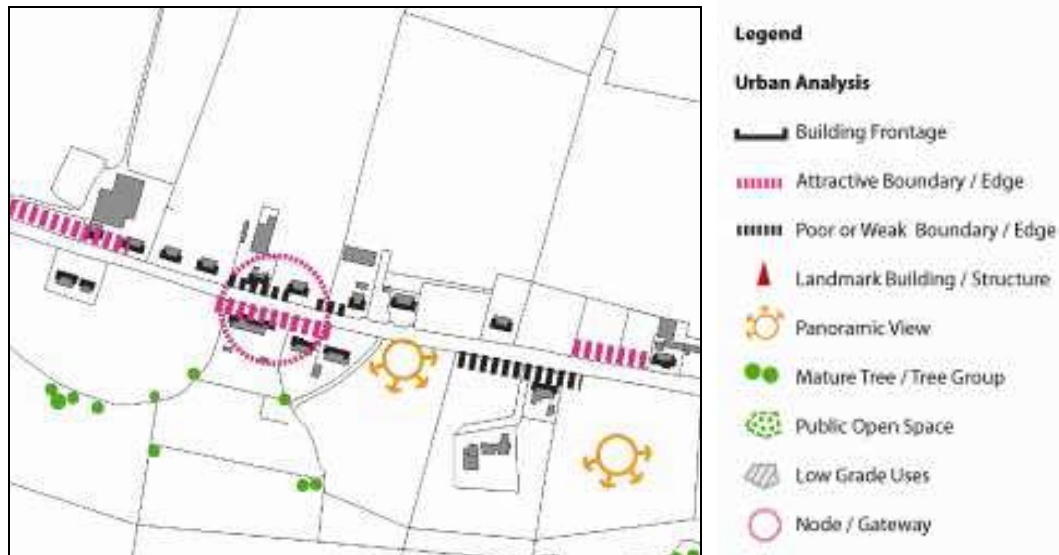 Legend
Urban Analysis
Building Frontage
Attractive Boundary / Edge
Poor or Weak Boundary / Edge
Landmark Building / Structure
Panoramic View
Mature Tree / Tree Group
Public Open Space
Low Grade Uses
Node / Gateway